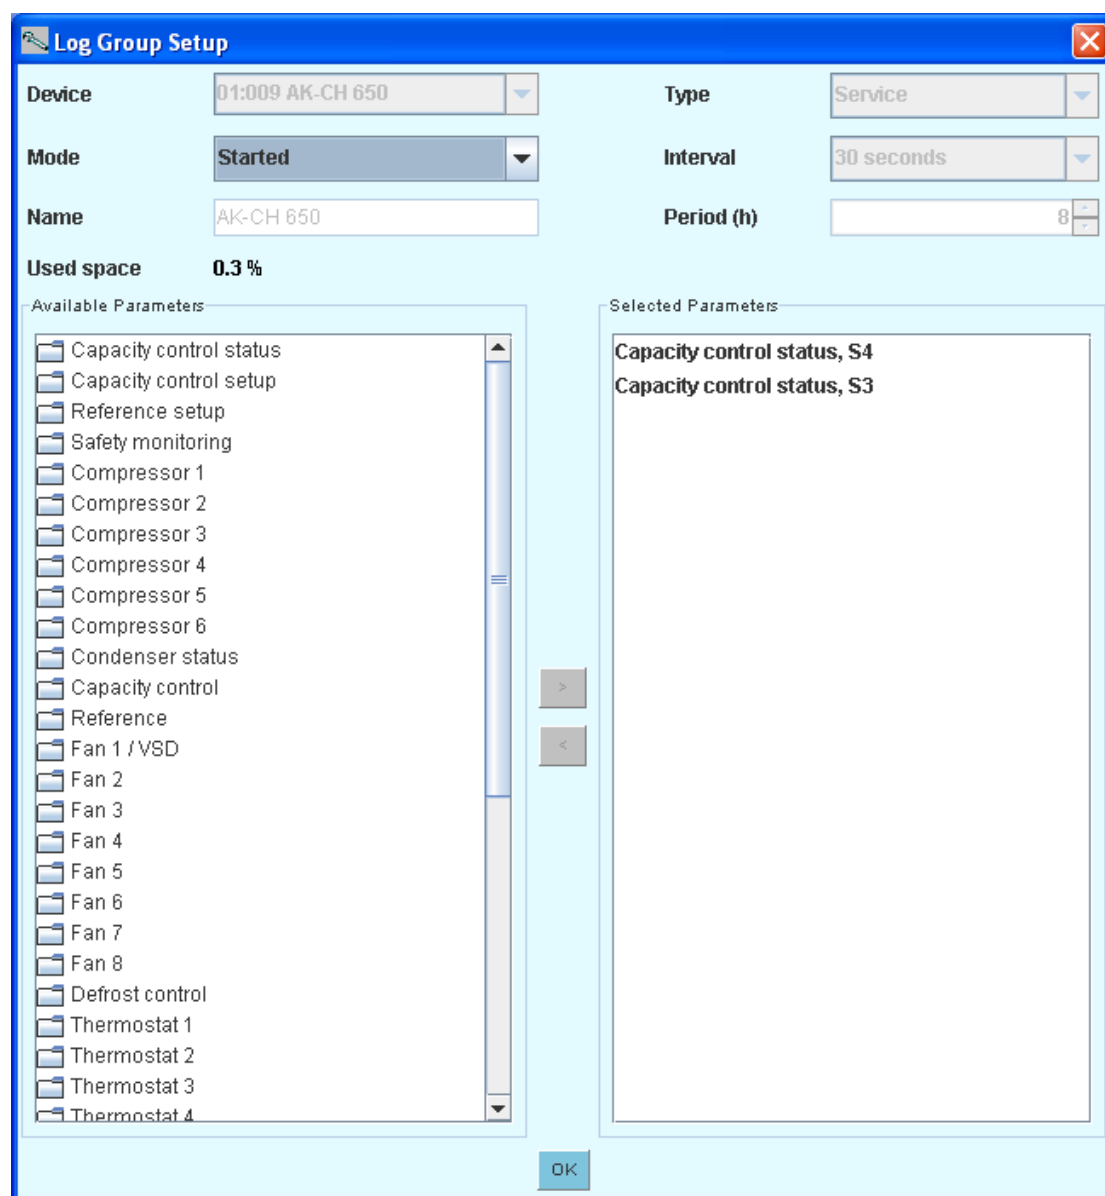 Log Group Setup
Device 01:009 AK-CH 650 Type Service
Mode Started Interval 30 seconds
Name AK-CH 650 Period (h) 8
Used space 0.3 %
Available Parameters
Capacity control status
Capacity control setup
Reference setup
Safety monitoring
Compressor 1
Compressor 2
Compressor 3
Compressor 4
Compressor 5
Compressor 6
Condenser status
Capacity control
Reference
Fan 1 / VSD
Fan 2
Fan 3
Fan 4
Fan 5
Fan 6
Fan 7
Fan 8
Defrost control
Thermostat 1
Thermostat 2
Thermostat 3
Thermostat 4
>
<
Selected Parameters
Capacity control status, S4
Capacity control status, S3
OK